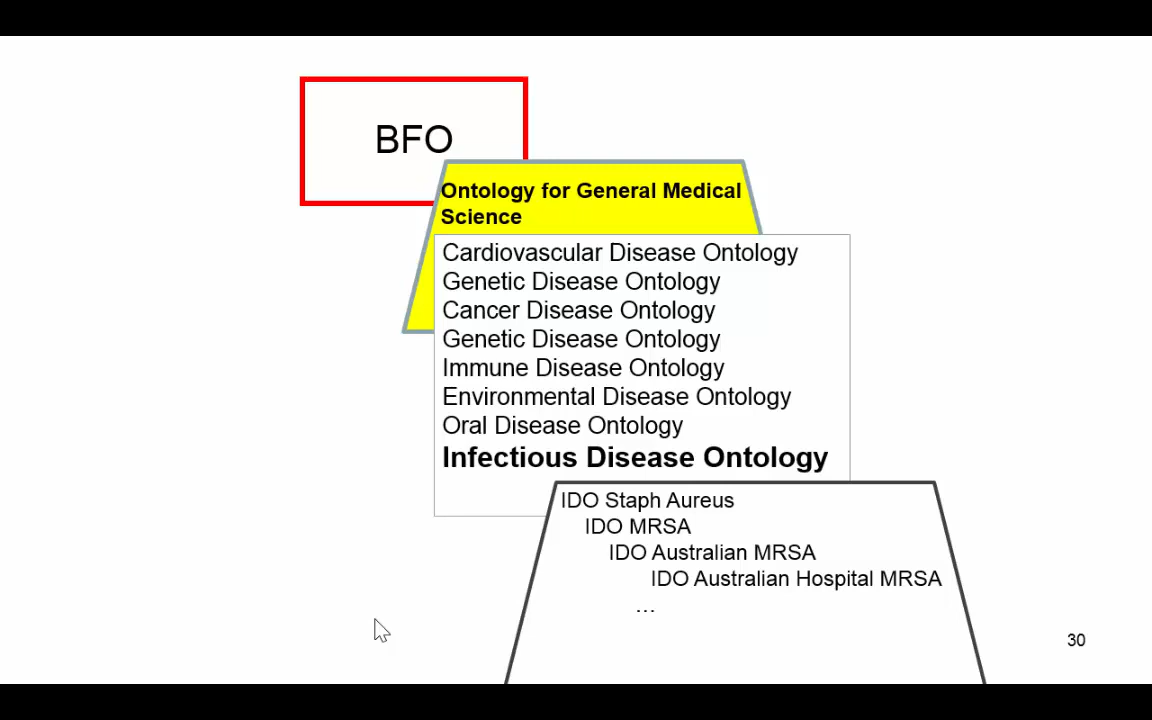 BFO
Ontology for General Medical
Science
Cardiovascular Disease Ontology
Genetic Disease Ontology
Cancer Disease Ontology
Genetic Disease Ontology
Immune Disease Ontology
Environmental Disease Ontology
Oral Disease Ontology
Infectious Disease Ontology
IDO Staph Aureus
IDO MRSA
IDO Australian MRSA
IDO Australian Hospital MRSA
…
30